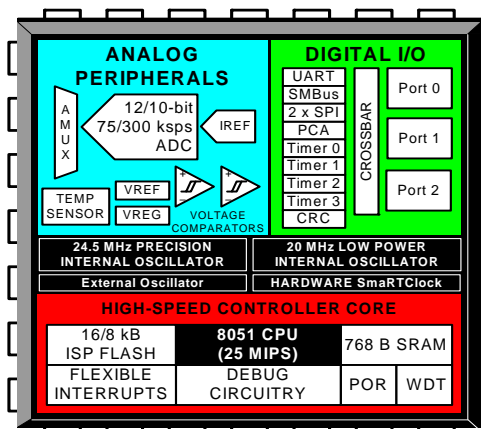 ANALOG
PERIPHERALS
A
M
U
X
12/10-bit
75/300 ksps
ADC
IREF
TEMP
SENSOR
VREF
VREG
+
–
+
–
VOLTAGE
COMPARATORS
DIGITAL I/O
UART
SMBus
2 x SPI
PCA
Timer 0
Timer 1
Timer 2
Timer 3
CRC
CROSSBAR
Port 0
Port 1
Port 2
24.5 MHz PRECISION
INTERNAL OSCILLATOR
20 MHz LOW POWER
INTERNAL OSCILLATOR
External Oscillator
HARDWARE SmaRTClock
HIGH-SPEED CONTROLLER CORE
16/8 kB
ISP FLASH
8051 CPU
(25 MIPS)
768 B SRAM
FLEXIBLE
INTERRUPTS
DEBUG
CIRCUITRY
POR
WDT